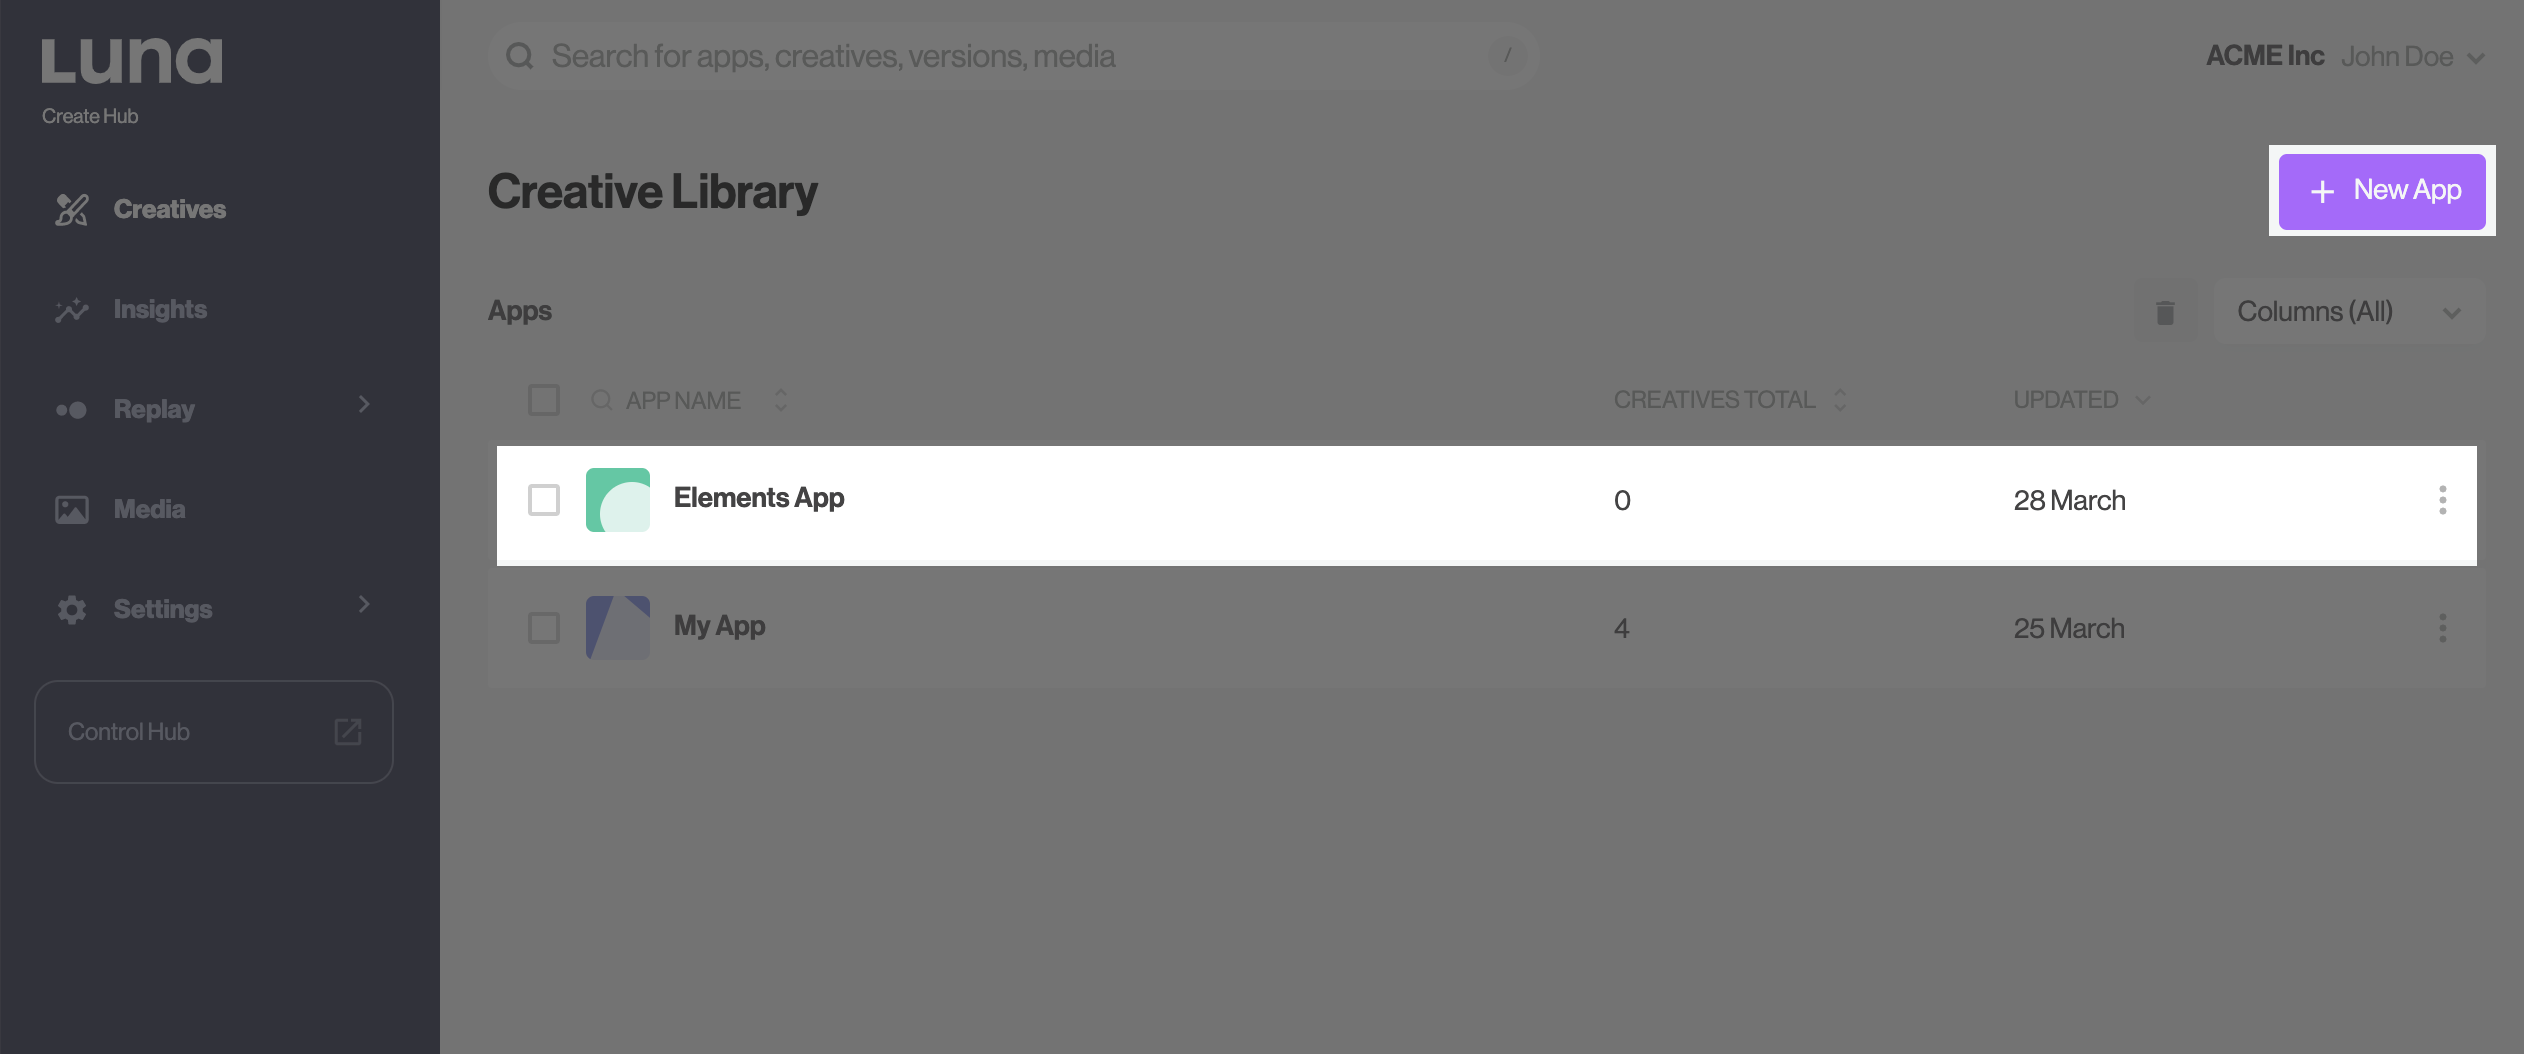 Luna
Create Hub
Creatives
Insights
Replay
Media
Settings
Control Hub
Search for apps, creatives, versions, media
/
ACME Inc John Doe
Creative Library
+ New App
Apps
Columns (All)
APP NAME CREATIVES TOTAL UPDATED
Elements App 0 28 March
My App 4 25 March